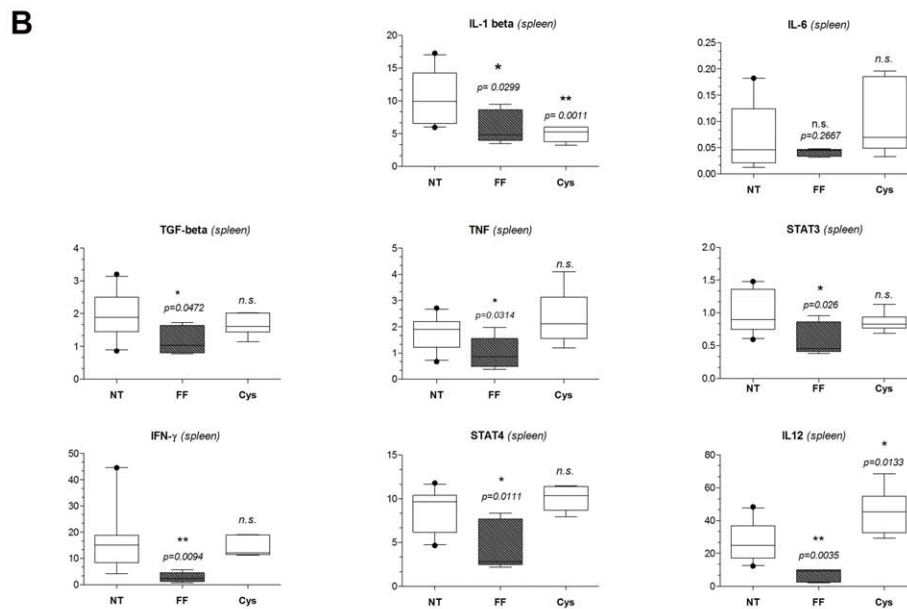 B
IL-1 beta (spleen)
20
15
10
5
0
*
p= 0.0299
**
p= 0.0011
NT
FF
Cys
IL-6 (spleen)
0.25
0.20
0.15
0.10
0.05
0.00
n.s.
p=0.2667
n.s.
NT
FF
Cys
TGF-beta (spleen)
4
3
2
1
0
*
p=0.0472
n.s.
NT
FF
Cys
TNF (spleen)
5
4
3
2
1
0
*
p=0.0314
n.s.
NT
FF
Cys
STAT3 (spleen)
2.0
1.5
1.0
0.5
0.0
*
p=0.026
n.s.
NT
FF
Cys
IFN-γ (spleen)
50
40
30
20
10
0
**
p=0.0094
n.s.
NT
FF
Cys
STAT4 (spleen)
15
10
5
0
*
p=0.0111
n.s.
NT
FF
Cys
IL12 (spleen)
80
60
40
20
0
**
p=0.0035
*
p=0.0133
NT
FF
Cys